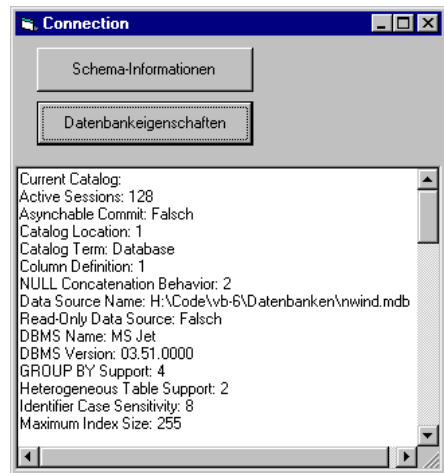 Connection
Schema-Informationen
Datenbankeigenschaften
Current Catalog:
Active Sessions: 128
Asynchable Commit: Falsch
Catalog Location: 1
Catalog Term: Database
Column Definition: 1
NULL Concatenation Behavior: 2
Data Source Name: H:\Code\vb-6\Datenbanken\nwind.mdb
Read-Only Data Source: Falsch
DBMS Name: MS Jet
DBMS Version: 03.51.0000
GROUP BY Support: 4
Heterogeneous Table Support: 2
Identifier Case Sensitivity: 8
Maximum Index Size: 255